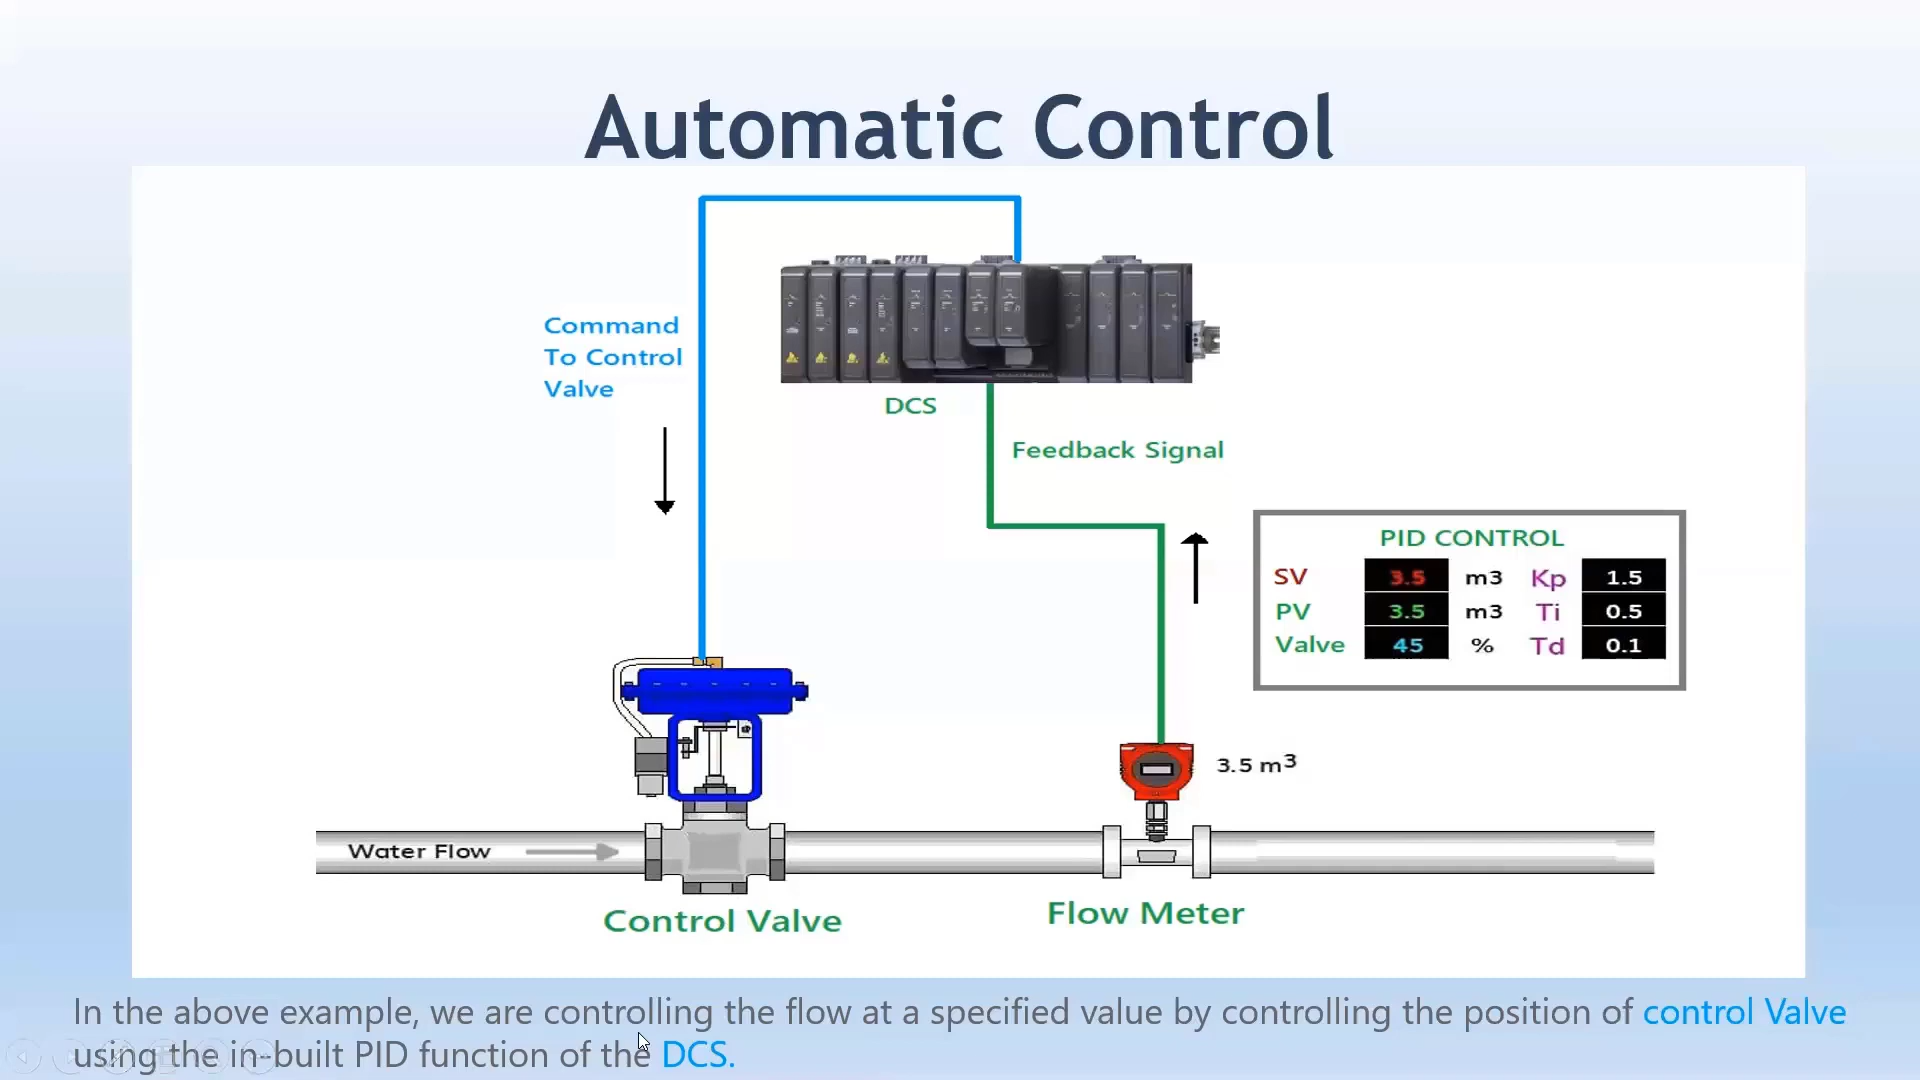 Automatic Control
Command
To Control
Valve
DCS
Feedback Signal
PID CONTROL
SV 3.5 m3 Kp 1.5
PV 3.5 m3 Ti 0.5
Valve 45 % Td 0.1
3.5 m³
Water Flow
Control Valve
Flow Meter
In the above example, we are controlling the flow at a specified value by controlling the position of control Valve
using the in-built PID function of the DCS.